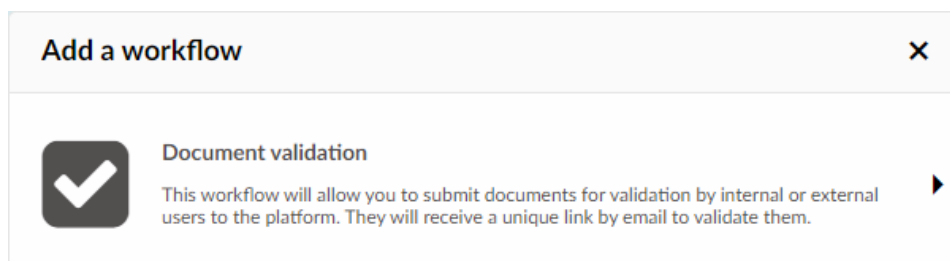 Add a workflow
Document validation
This workflow will allow you to submit documents for validation by internal or external
users to the platform. They will receive a unique link by email to validate them.